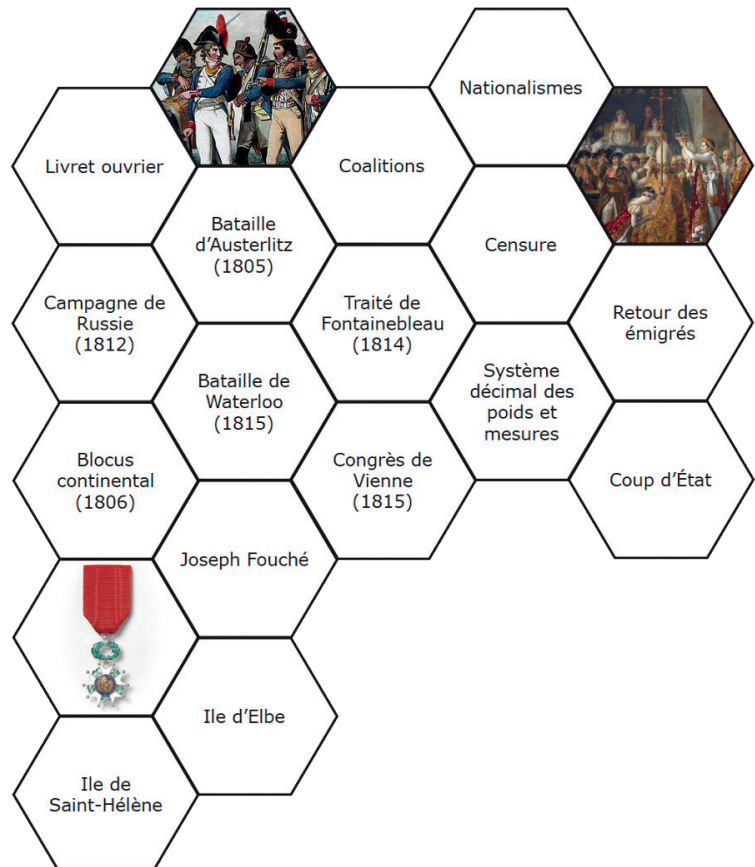 Nationalismes
Livret ouvrier
Coalitions
Bataille
d'Austerlitz
(1805)
Censure
Campagne de
Russie
(1812)
Traité de
Fontainebleau
(1814)
Retour des
émigrés
Bataille de
Waterloo
(1815)
Système
décimal des
poids et
mesures
Blocus
continental
(1806)
Congrès de
Vienne
(1815)
Coup d'État
Joseph Fouché
Ile d'Elbe
Ile de
Saint-Hélène